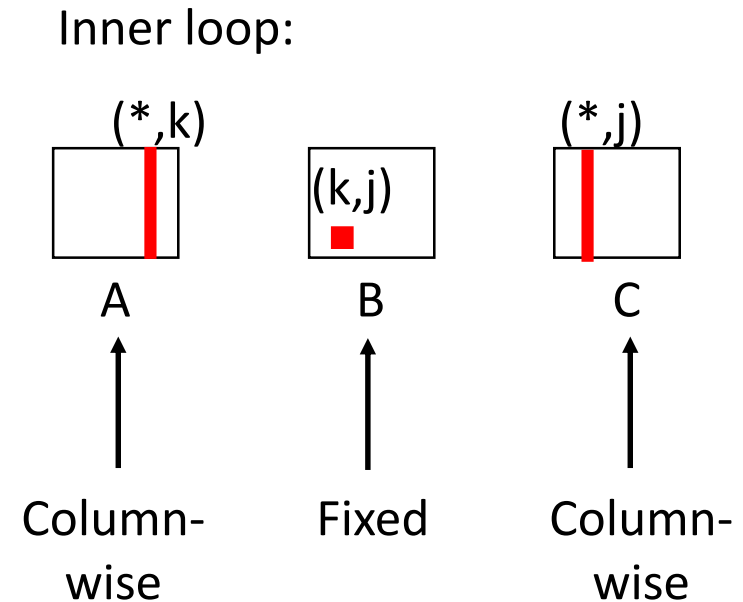 Inner loop:
(*,k)
(k,j)
(*,j)
A
B
C
Column-
wise
Fixed
Column-
wise